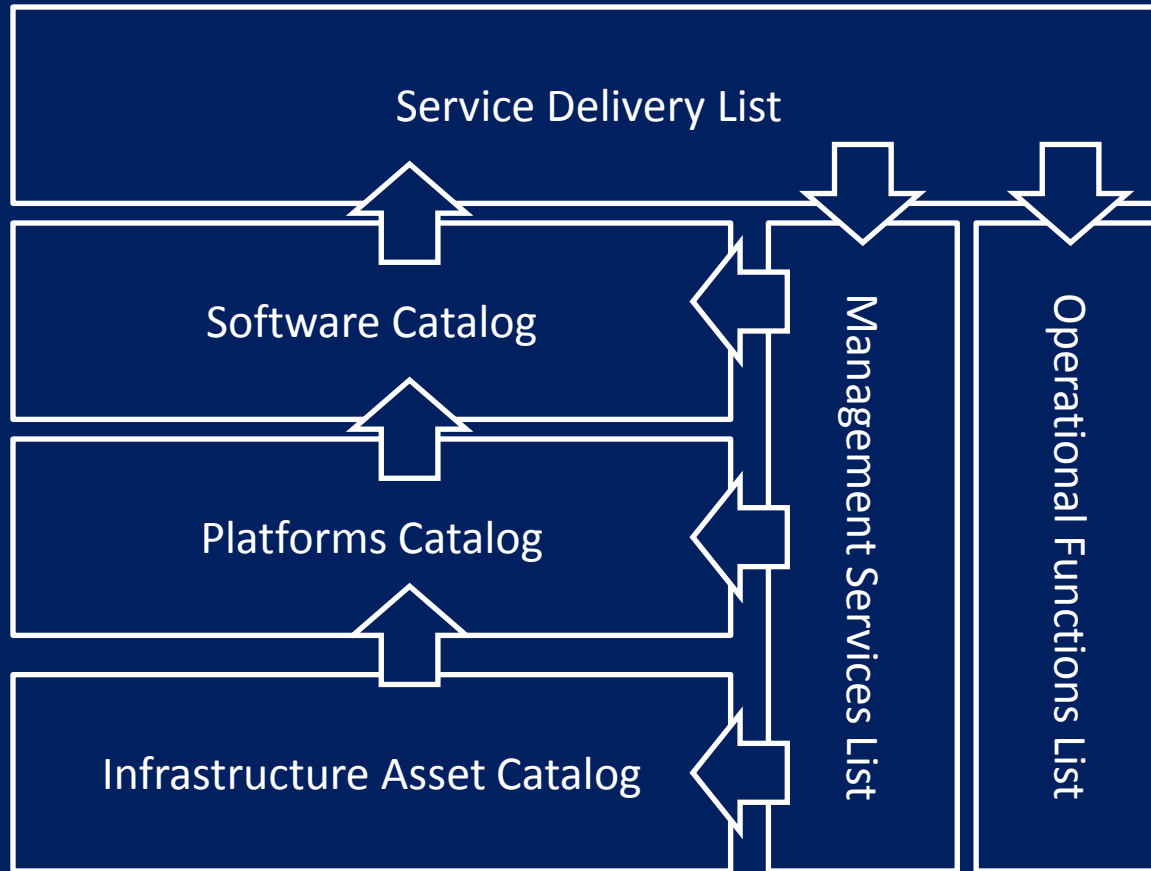 Service Delivery List
Software Catalog
Platforms Catalog
Infrastructure Asset Catalog
Management Services List
Operational Functions List